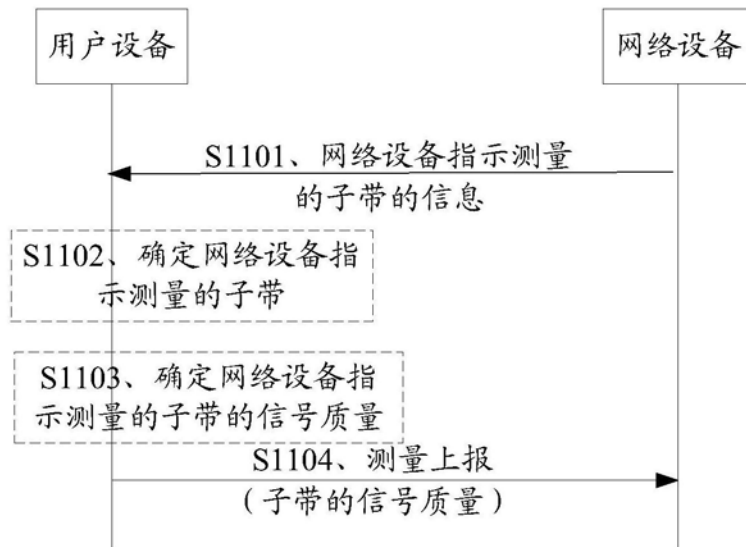 用户设备
网络设备
S1101、网络设备指示测量
的子带的信息
S1102、确定网络设备指
示测量的子带
S1103、确定网络设备指
示测量的子带的信号质量
S1104、测量上报
（子带的信号质量）